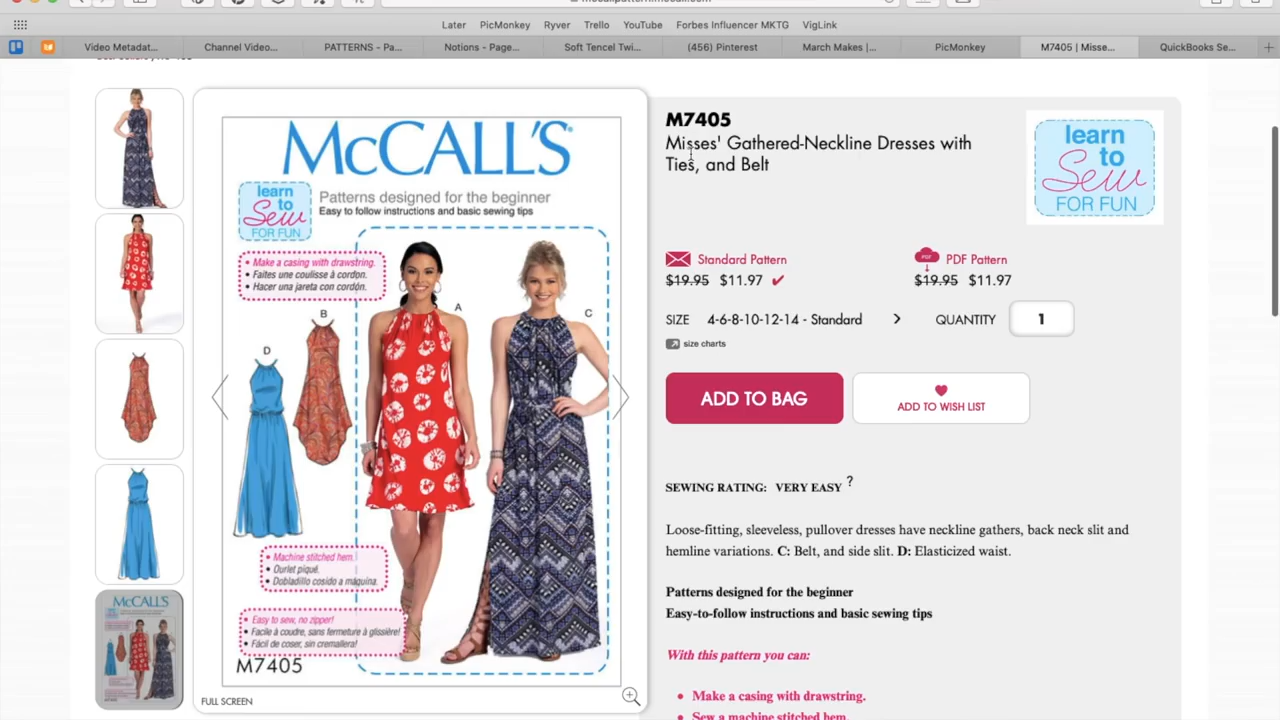 Later PicMonkey Ryver Trello YouTube Forbes Influencer MKTG VigLink
Video Metadat... Channel Video... PATTERNS - Pa... Notions - Page... Soft Tencel Twi... (456) Pinterest March Makes |... PicMonkey M7405 | Misse... QuickBooks Se...
McCALL'S
learn
to
Sew
FOR FUN
Patterns designed for the beginner
Easy to follow instructions and basic sewing tips
• Make a casing with drawstring.
• Faites une coulisse à cordon.
• Hacer una jareta con cordón.
A
B
C
D
• Machine stitched hem.
• Ourlet piqué.
• Dobladillo cosido a máquina.
• Easy to sew, no zipper!
• Facile à coudre, sans fermeture à glissière!
• Fácil de coser, sin cremallera!
M7405
FULL SCREEN
M7405
Misses' Gathered-Neckline Dresses with
Ties, and Belt
learn
to
Sew
FOR FUN
Standard Pattern
$19.95 $11.97
PDF PDF Pattern
$19.95 $11.97
SIZE 4-6-8-10-12-14 - Standard > QUANTITY 1
size charts
ADD TO BAG
ADD TO WISH LIST
SEWING RATING: VERY EASY ?
Loose-fitting, sleeveless, pullover dresses have neckline gathers, back neck slit and
hemline variations. C: Belt, and side slit. D: Elasticized waist.
Patterns designed for the beginner
Easy-to-follow instructions and basic sewing tips
With this pattern you can:
• Make a casing with drawstring.
• Sew a machine stitched hem.